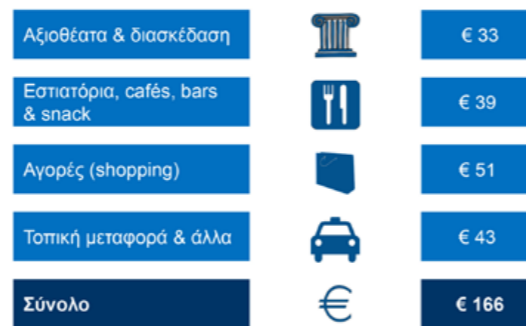 Αξιοθέατα & διασκέδαση
€ 33
Εστιατόρια, cafés, bars
& snack
€ 39
Αγορές (shopping)
€ 51
Τοπική μεταφορά & άλλα
€ 43
Σύνολο
€
€ 166